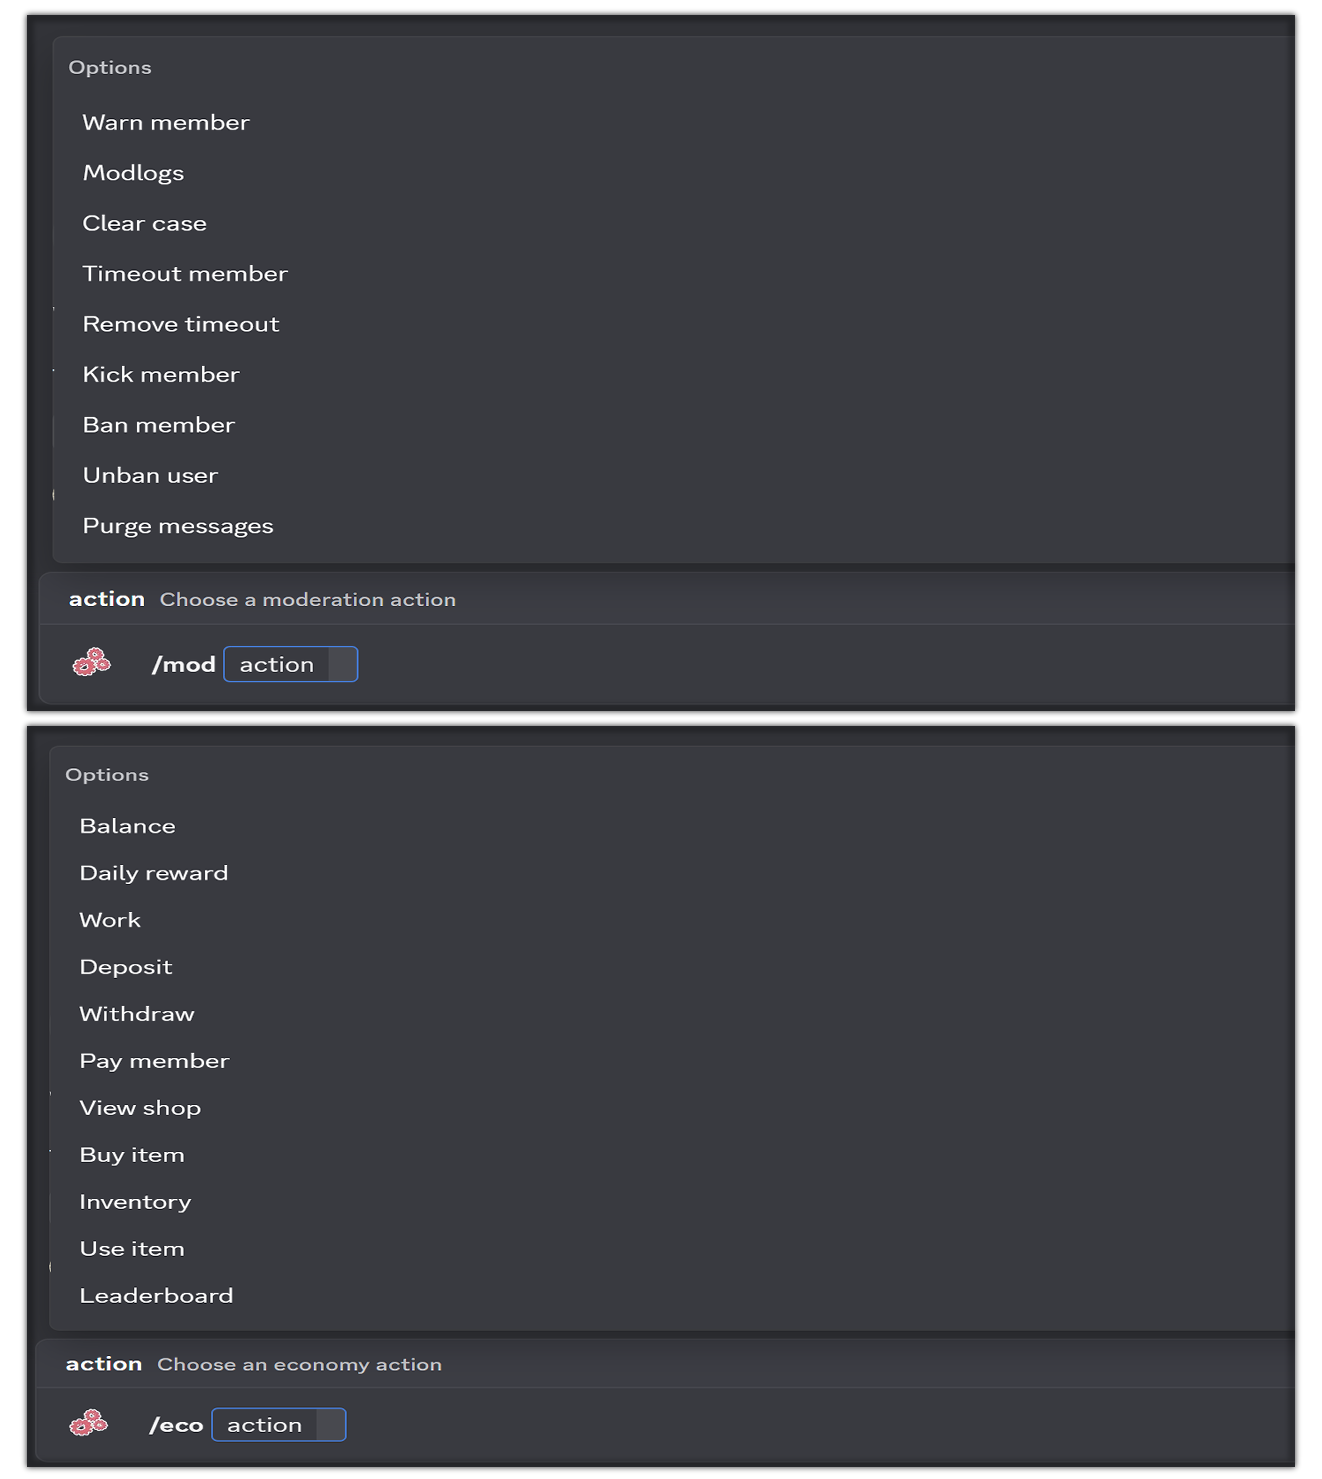 Options
Warn member
Modlogs
Clear case
Timeout member
Remove timeout
Kick member
Ban member
Unban user
Purge messages
action Choose a moderation action
/mod action
Options
Balance
Daily reward
Work
Deposit
Withdraw
Pay member
View shop
Buy item
Inventory
Use item
Leaderboard
action Choose an economy action
/eco action